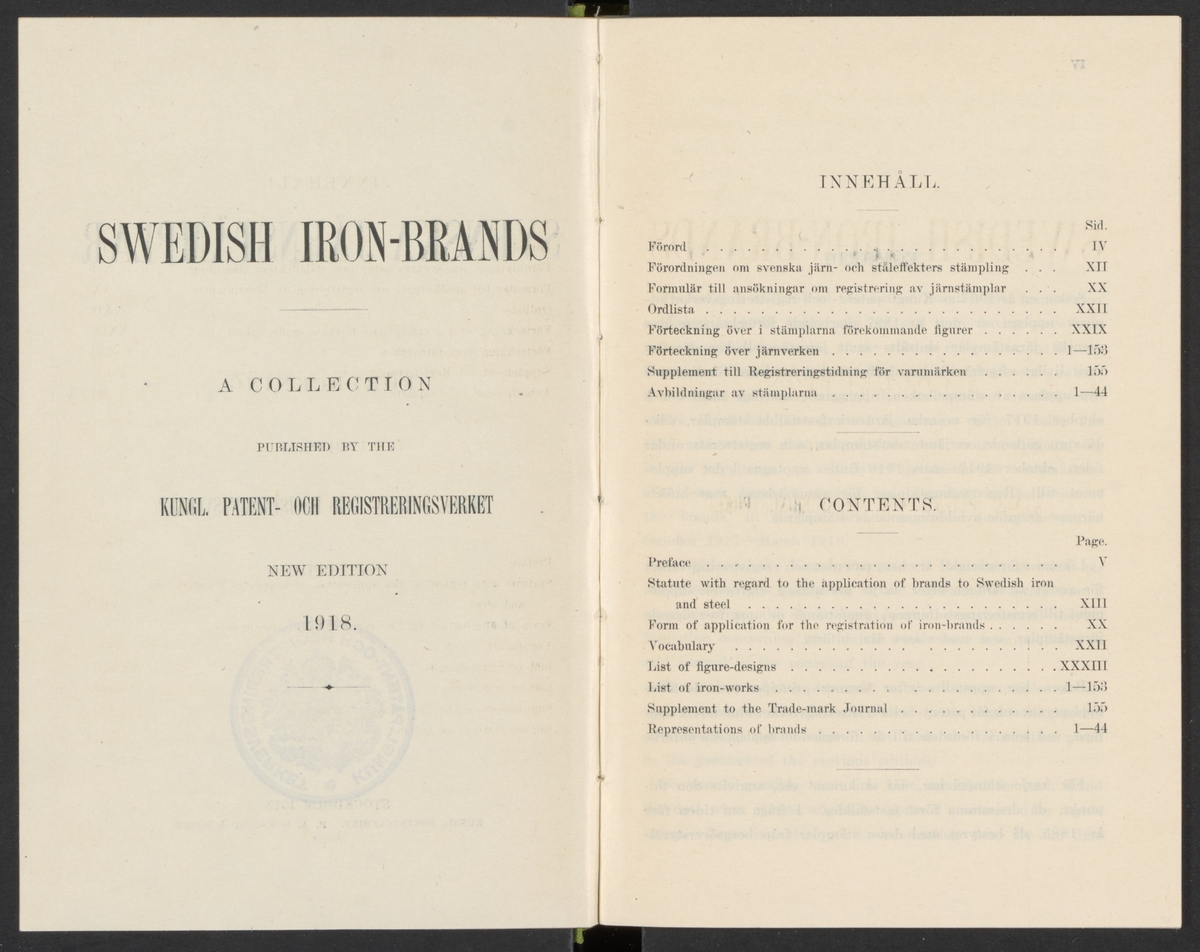 SWEDISH IRON-BRANDS
A COLLECTION
PUBLISHED BY THE
KUNGL. PATENT- OCH REGISTRERINGSVERKET
NEW EDITION
1918.
INNEHÅLL.
Sid.
Förord . . . . . . . . . . . . . . . . . . . . . IV
Förordningen om svenska järn- och ståleffekters stämpling . . . XII
Formulär till ansökningar om registrering av järnstämplar . . . XX
Ordlista . . . . . . . . . . . . . . . . . . . . . XXII
Förteckning över i stämplarna förekommande figurer . . . . . . XXIX
Förteckning över järnverken . . . . . . . . . . . . . . 1—153
Supplement till Registreringstidning för varumärken . . . . . . 155
Avbildningar av stämplarna . . . . . . . . . . . . . . 1—44
CONTENTS.
Page.
Preface . . . . . . . . . . . . . . . . . . . . . V
Statute with regard to the application of brands to Swedish iron
and steel . . . . . . . . . . . . . . . . . . . XIII
Form of application for the registration of iron-brands . . . . . . XX
Vocabulary . . . . . . . . . . . . . . . . . . . . XXII
List of figure-designs . . . . . . . . . . . . . . . . . XXXIII
List of iron-works . . . . . . . . . . . . . . . . . 1—153
Supplement to the Trade-mark Journal . . . . . . . . . . 155
Representations of brands . . . . . . . . . . . . . . . 1—44